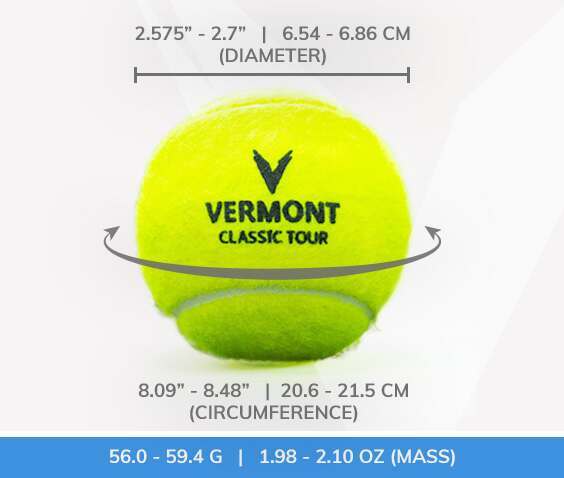 2.575” - 2.7” | 6.54 - 6.86 CM
(DIAMETER)
VERMONT
CLASSIC TOUR
8.09” - 8.48” | 20.6 - 21.5 CM
(CIRCUMFERENCE)
56.0 - 59.4 G | 1.98 - 2.10 OZ (MASS)